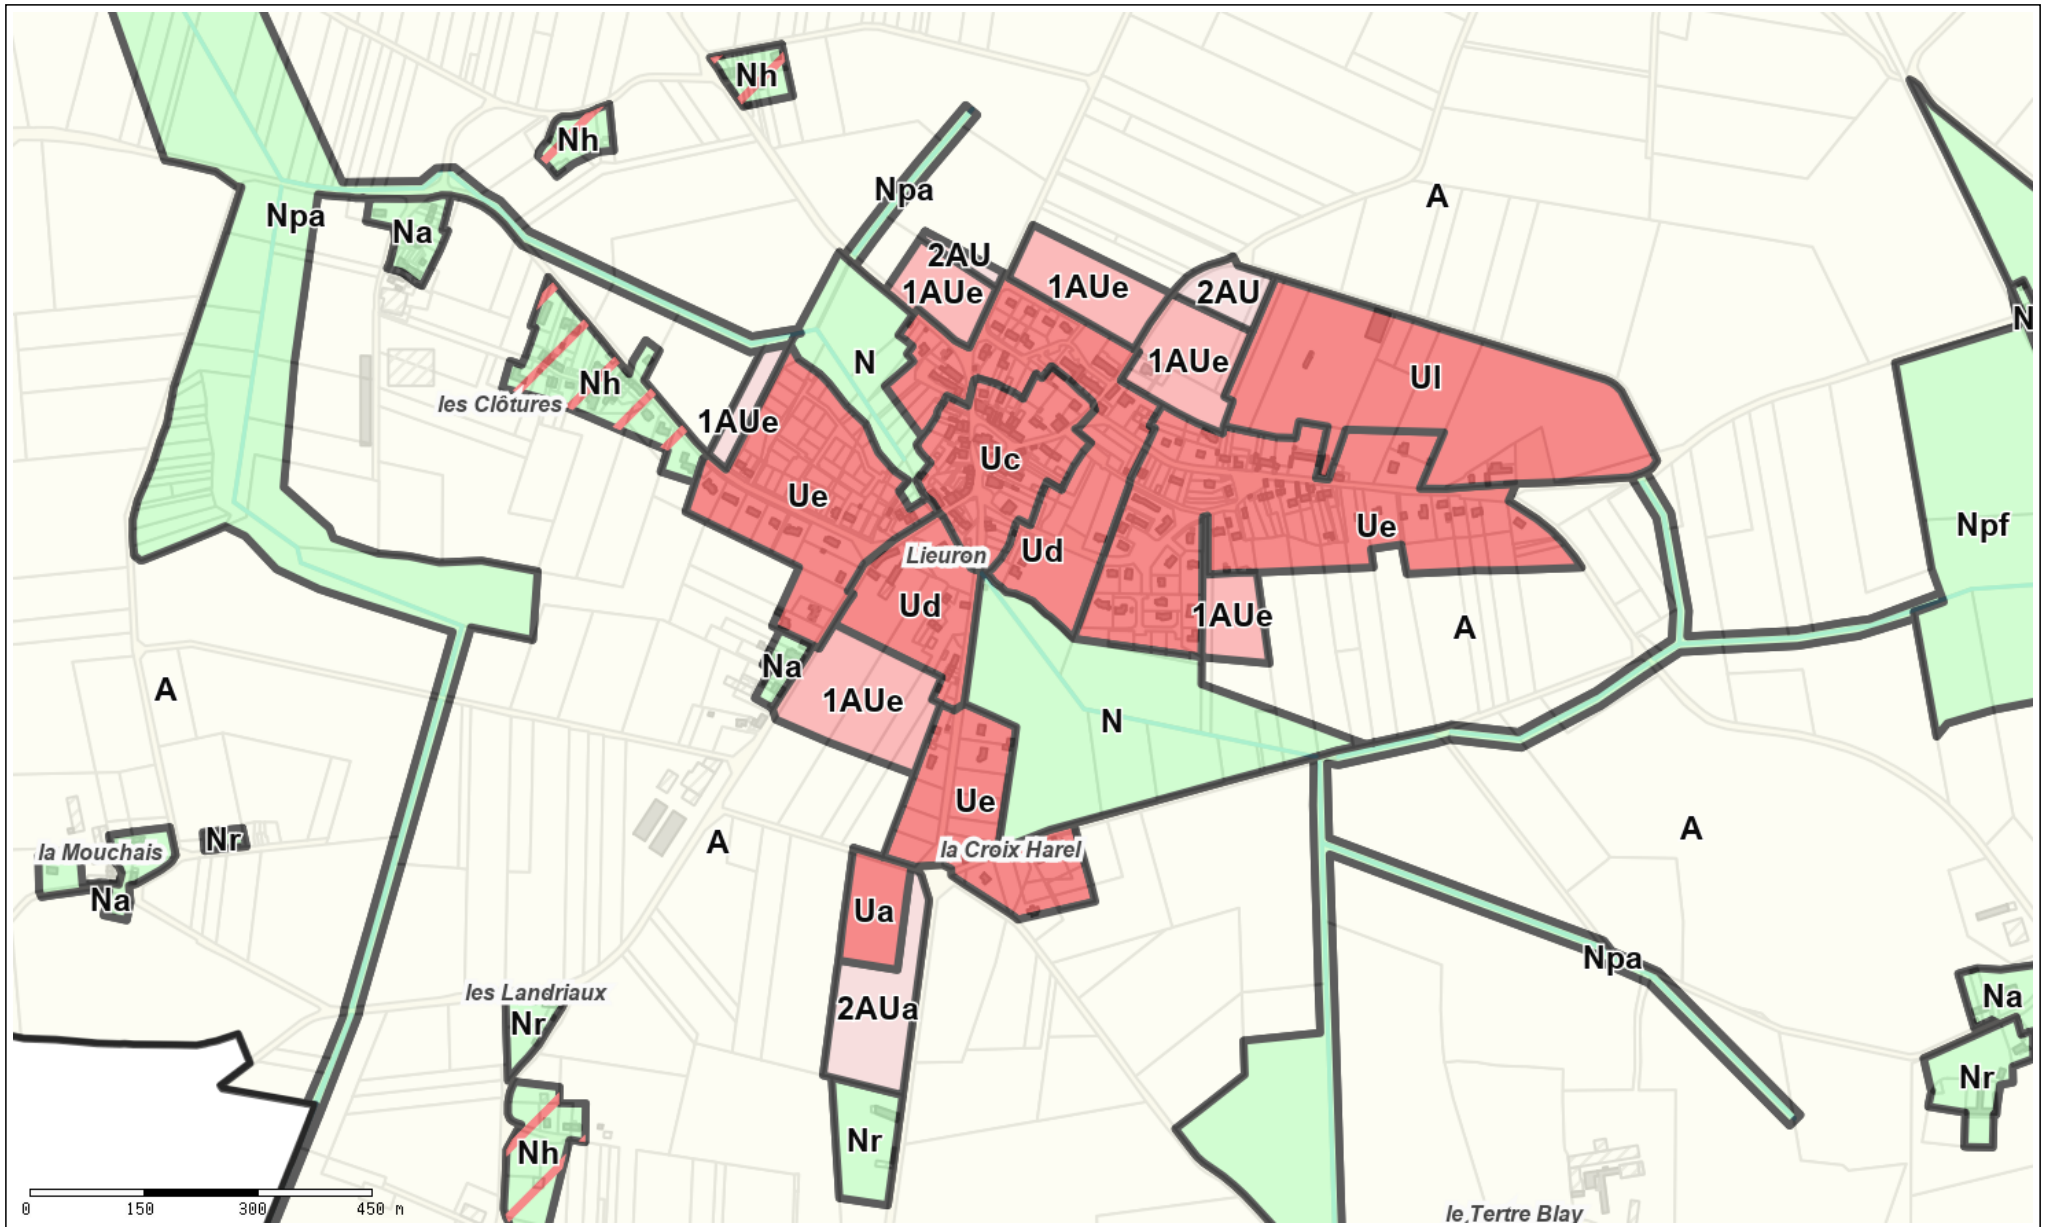 Nh
Nh
Npa
A
Npa
Na
2AU
1AUe
1AUe
2AU
N
N
1AUe
Ul
Nh
les Clôtures
1AUe
Uc
Ue
Ue
Npf
Lieuron
Ud
Ud
1AUe
A
Na
A
1AUe
N
Ue
A
A
Nr
la Mouchais
la Croix Harel
Na
Ua
Npa
les Landriaux
Nr
2AUa
Na
Nr
Nr
Nh
0 150 300 450 m
le Tertre Blay